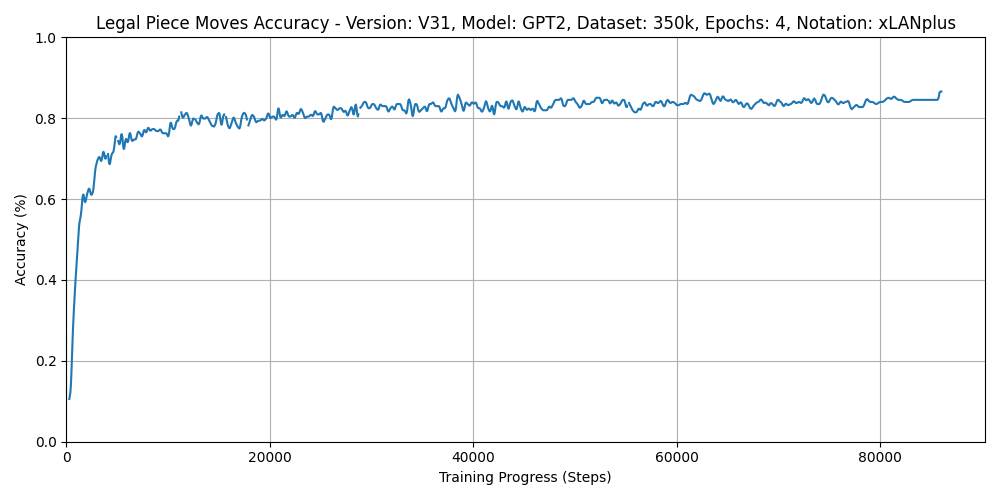 Legal Piece Moves Accuracy - Version: V31, Model: GPT2, Dataset: 350k, Epochs: 4, Notation: xLANplus
Accuracy (%)
1.0
0.8
0.6
0.4
0.2
0.0
0 20000 40000 60000 80000
Training Progress (Steps)